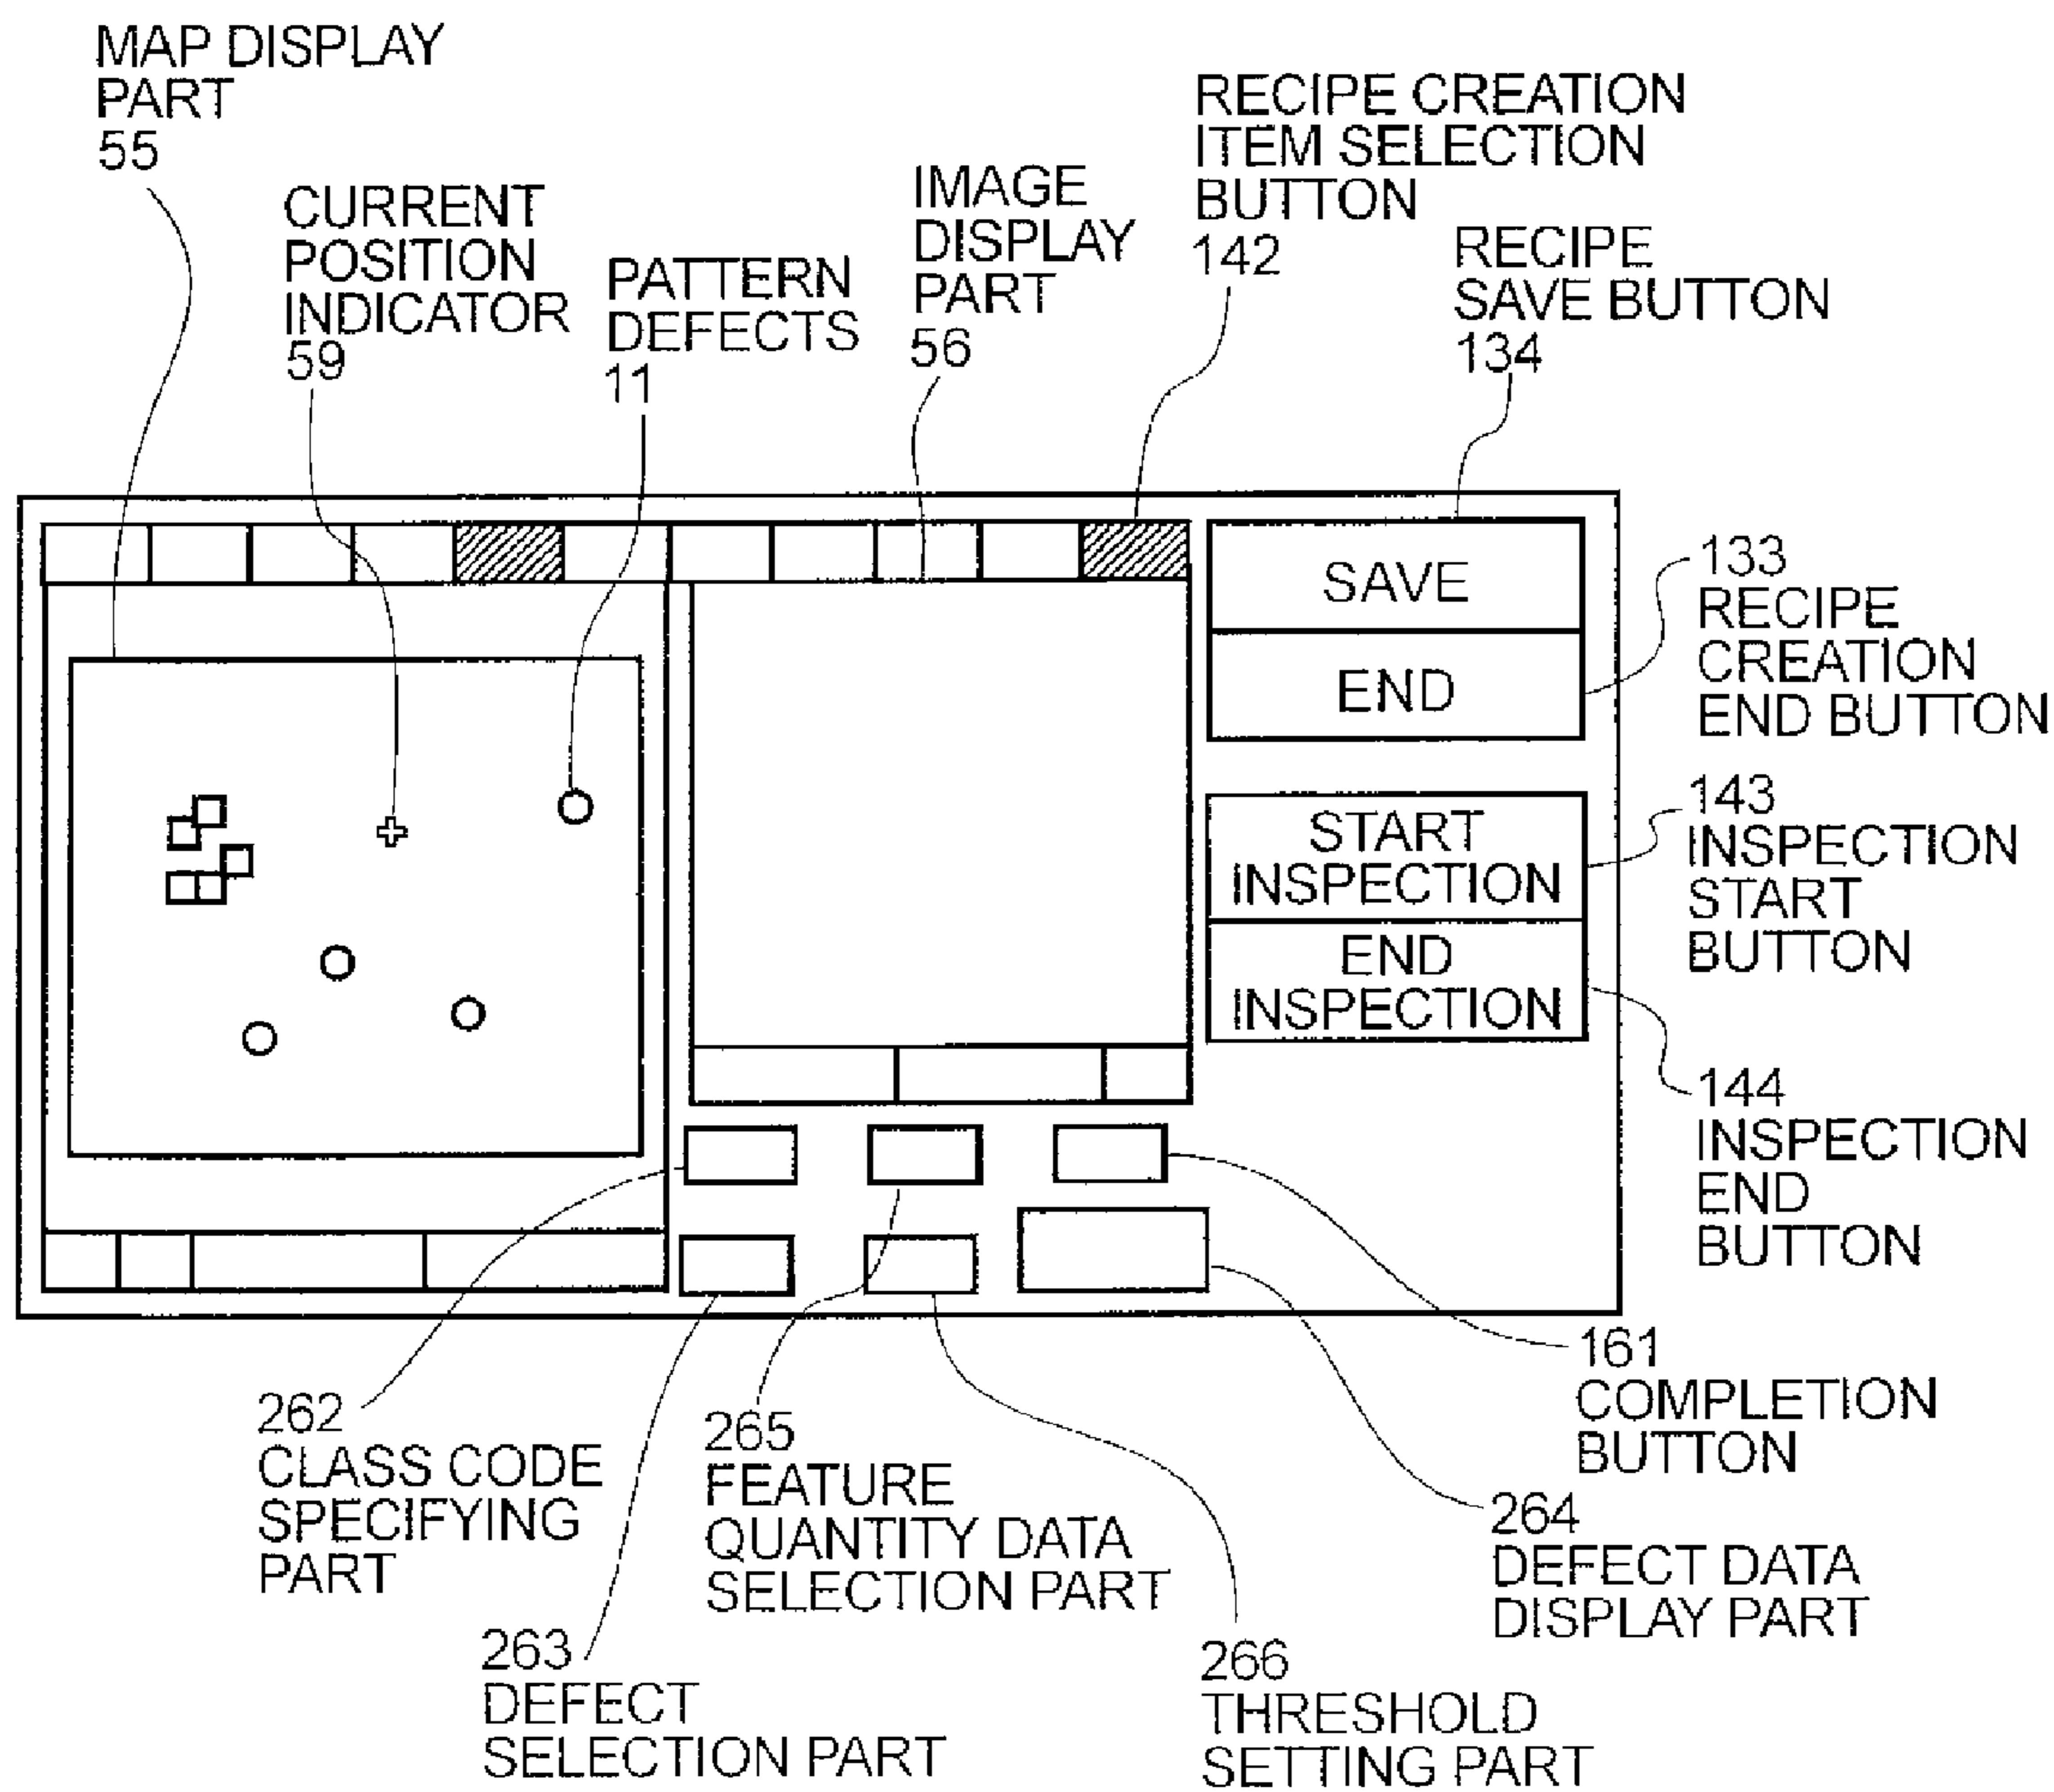 MAP DISPLAY
PART
55
CURRENT
POSITION
INDICATOR
59
PATTERN
DEFECTS
11
IMAGE
DISPLAY
PART
56
RECIPE CREATION
ITEM SELECTION
BUTTON
142
RECIPE
SAVE BUTTON
134
SAVE
END
133
RECIPE
CREATION
END BUTTON
START
INSPECTION
143
INSPECTION
START
BUTTON
END
INSPECTION
144
INSPECTION
END
BUTTON
161
COMPLETION
BUTTON
262
CLASS CODE
SPECIFYING
PART
265
FEATURE
QUANTITY DATA
SELECTION PART
264
DEFECT DATA
DISPLAY PART
263
DEFECT
SELECTION PART
266
THRESHOLD
SETTING PART